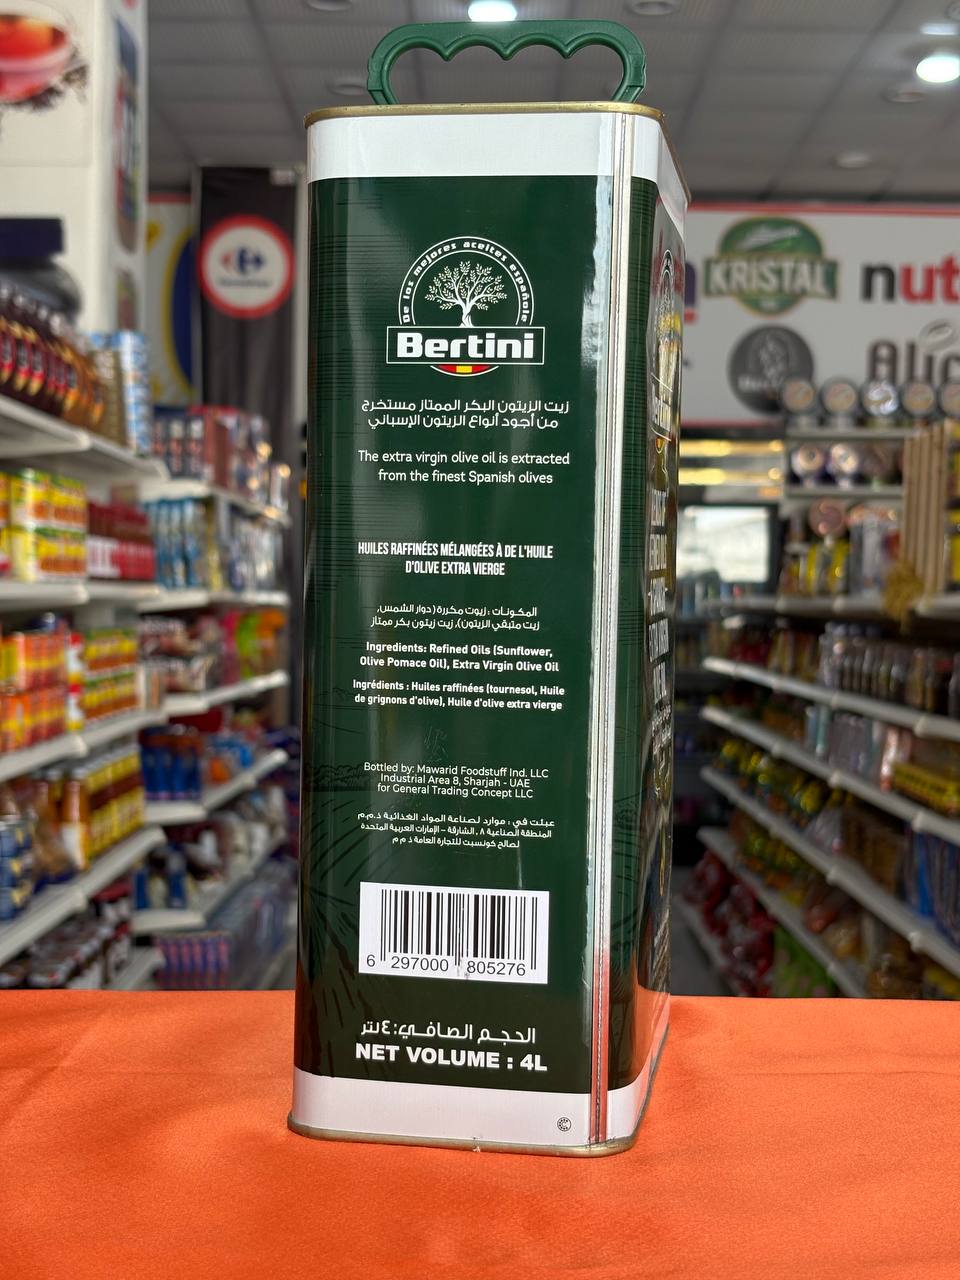 De los mejores aceites españole
Bertini
زيت الزيتون البكر الممتاز مستخرج
من أجود أنواع الزيتون الإسباني
The extra virgin olive oil is extracted
from the finest Spanish olives
HUILES RAFFINÉES MÉLANGÉES À DE L'HUILE
D'OLIVE EXTRA VIERGE
المكونات : زيوت مكررة ( دوار الشمس,
زيت متبقي الزيتون), زيت زيتون بكر ممتاز
Ingredients: Refined Oils (Sunflower,
Olive Pomace Oil), Extra Virgin Olive Oil
Ingrédients : Huiles raffinées (tournesol, Huile
de grignons d'olive), Huile d'olive extra vierge
Bottled by: Mawarid Foodstuff Ind. LLC
Industrial Area 8, Sharjah - UAE
for General Trading Concept LLC
عبئت في : موارد لصناعة المواد الغذائية ذ.م.م
المنطقة الصناعية ٨, الشارقة - الإمارات العربية المتحدة
لصالح كونسبت للتجارة العامة ذ م م
6 297000 805276
الحجم الصافي: ٤ لتر
NET VOLUME : 4L
KRISTAL
nut
Alic